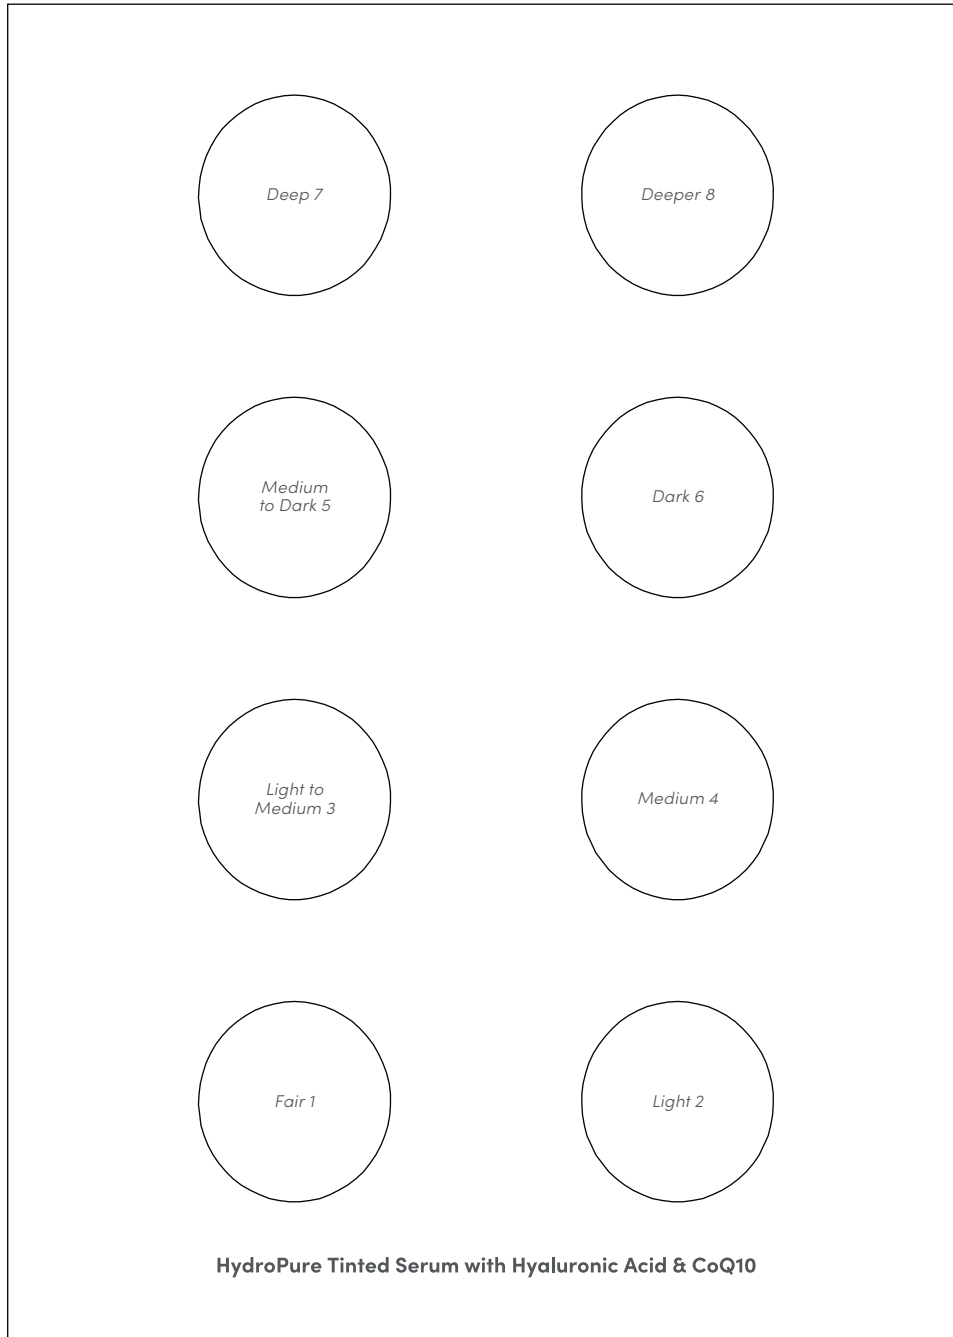 Deep 7
Deeper 8
Medium
to Dark 5
Dark 6
Light to
Medium 3
Medium 4
Fair 1
Light 2
HydroPure Tinted Serum with Hyaluronic Acid & CoQ10